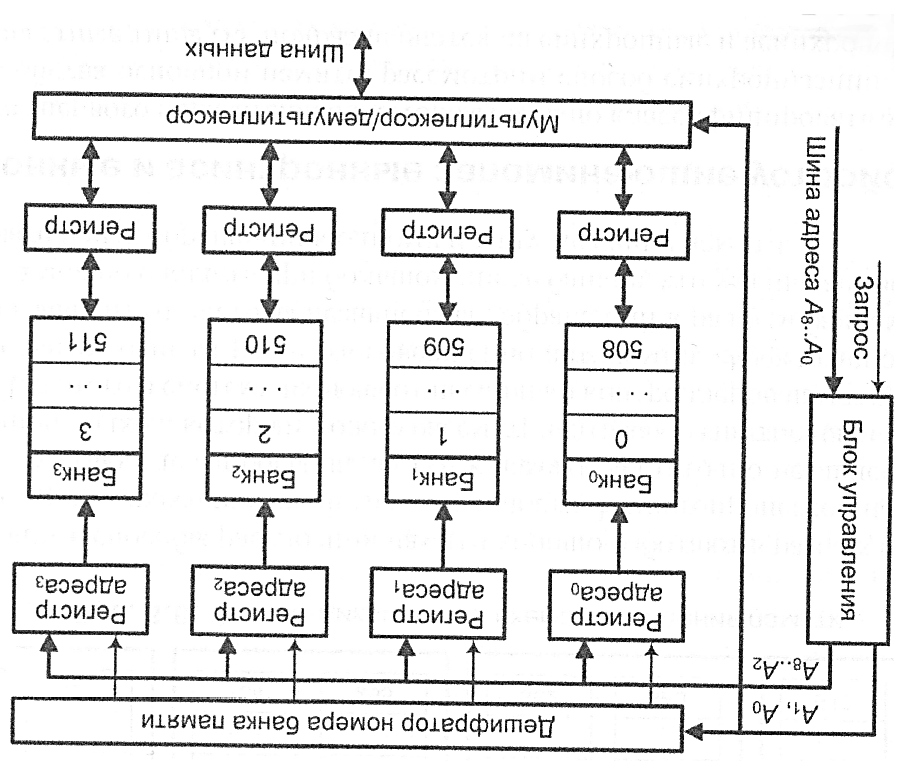 Дешифратор номера банка памяти
A₁, A₀
A₈..A₂
Блок управления
Регистр
адреса₀
Регистр
адреса₁
Регистр
адреса₂
Регистр
адреса₃
Банк₀
0
. . .
508
Банк₁
1
. . .
509
Банк₂
2
. . .
510
Банк₃
3
. . .
511
Запрос
Шина адреса A₈..A₀
Регистр
Регистр
Регистр
Регистр
Мультиплексор/демультиплексор
Шина данных